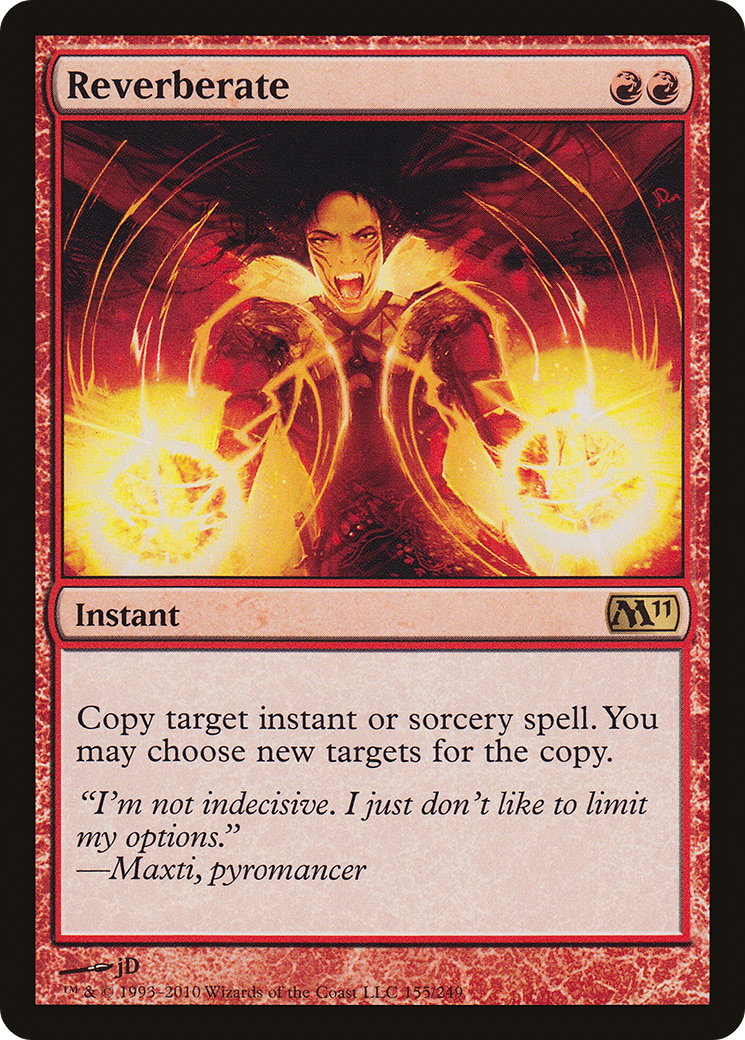 Reverberate
Instant
M11
Copy target instant or sorcery spell. You
may choose new targets for the copy.
“I’m not indecisive. I just don’t like to limit
my options.”
—Maxti, pyromancer
jD
™ & © 1993–2010 Wizards of the Coast LLC 155/249